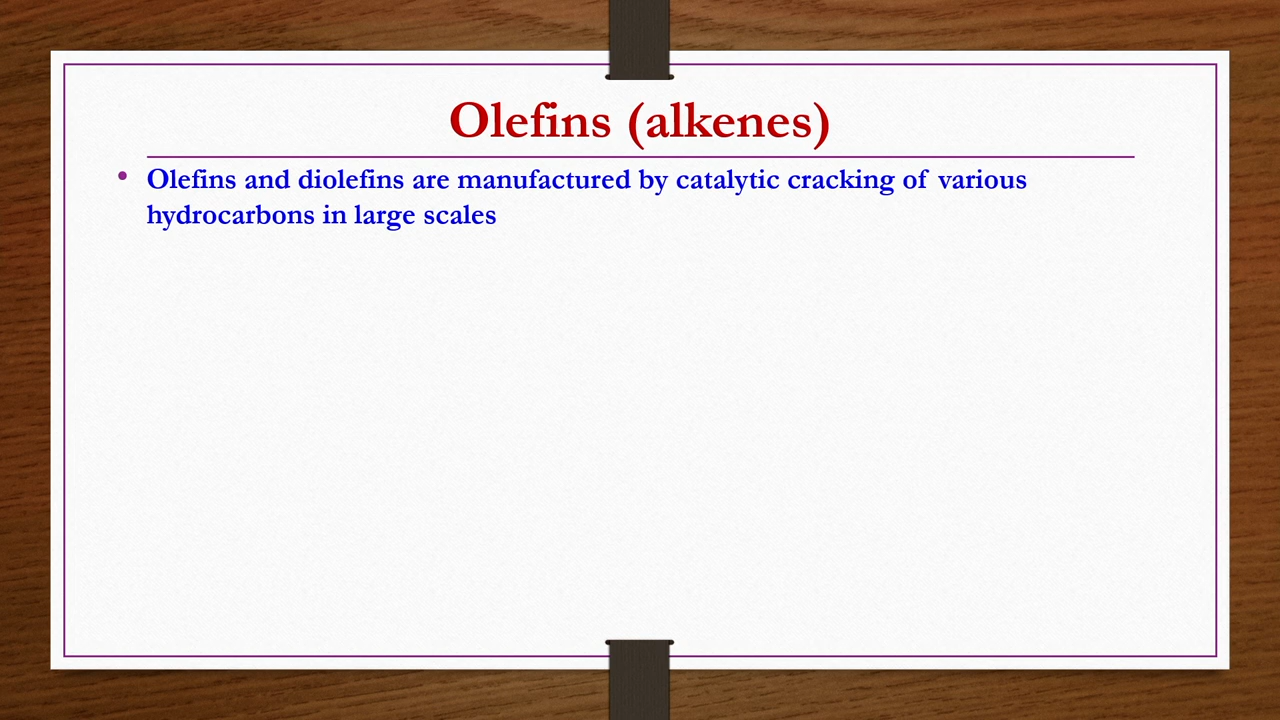 Olefins (alkenes)
• Olefins and diolefins are manufactured by catalytic cracking of various
hydrocarbons in large scales